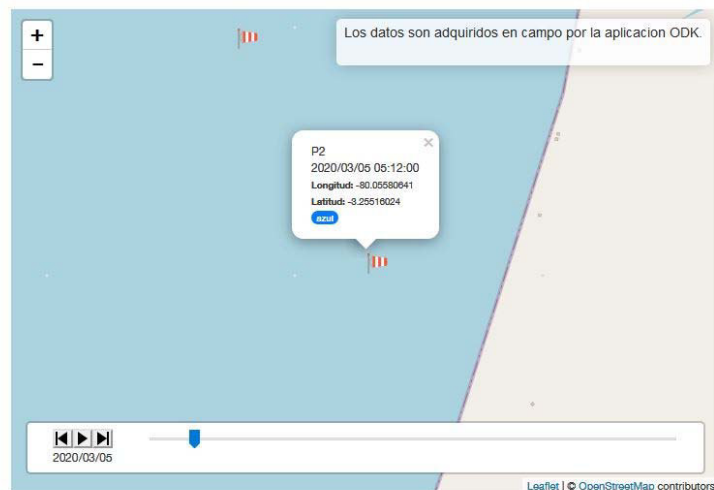 +
Los datos son adquiridos en campo por la aplicacion ODK.
−
×
P2
2020/03/05 05:12:00
Longitud: -80.05580641
Latitud: -3.25516024
azul
2020/03/05
Leaflet | © OpenStreetMap contributors